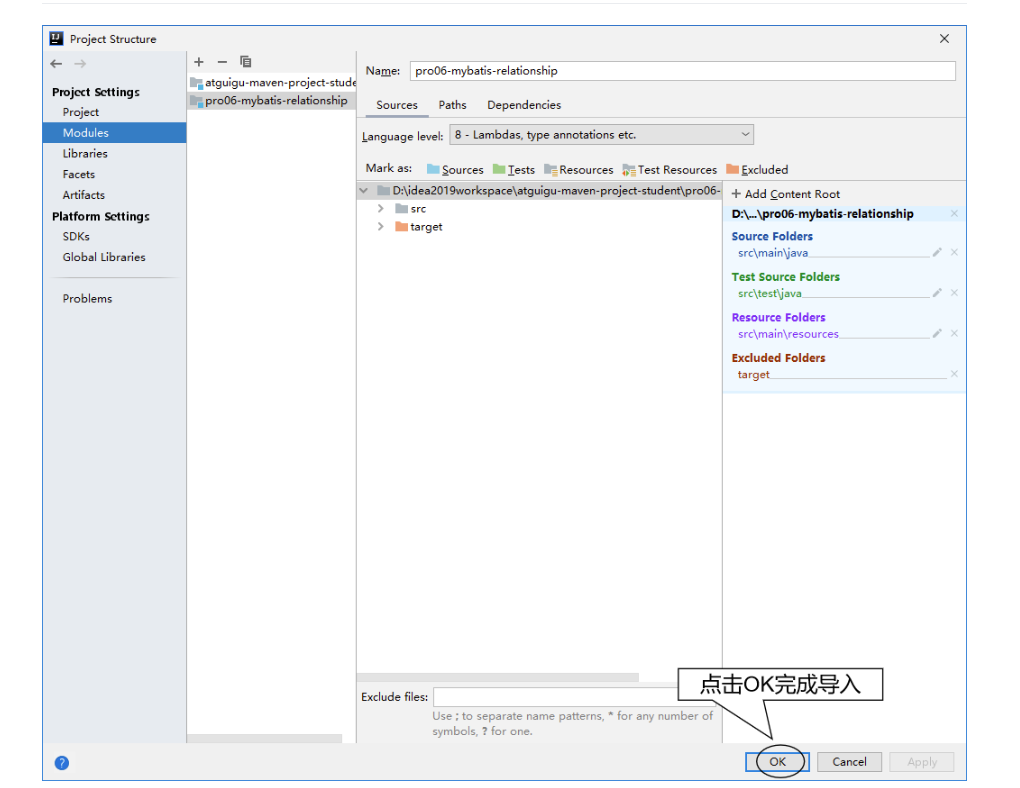 Project Structure
Project Settings
Project
Modules
Libraries
Facets
Artifacts
Platform Settings
SDKs
Global Libraries
Problems
atguigu-maven-project-stude
pro06-mybatis-relationship
Name: pro06-mybatis-relationship
Sources Paths Dependencies
Language level: 8 - Lambdas, type annotations etc.
Mark as: Sources Tests Resources Test Resources Excluded
D:\idea2019workspace\atguigu-maven-project-student\pro06-
src
target
+ Add Content Root
D:\...\pro06-mybatis-relationship
Source Folders
src\main\java
Test Source Folders
src\test\java
Resource Folders
src\main\resources
Excluded Folders
target
Exclude files:
Use ; to separate name patterns, * for any number of
symbols, ? for one.
点击OK完成导入
? OK Cancel Apply